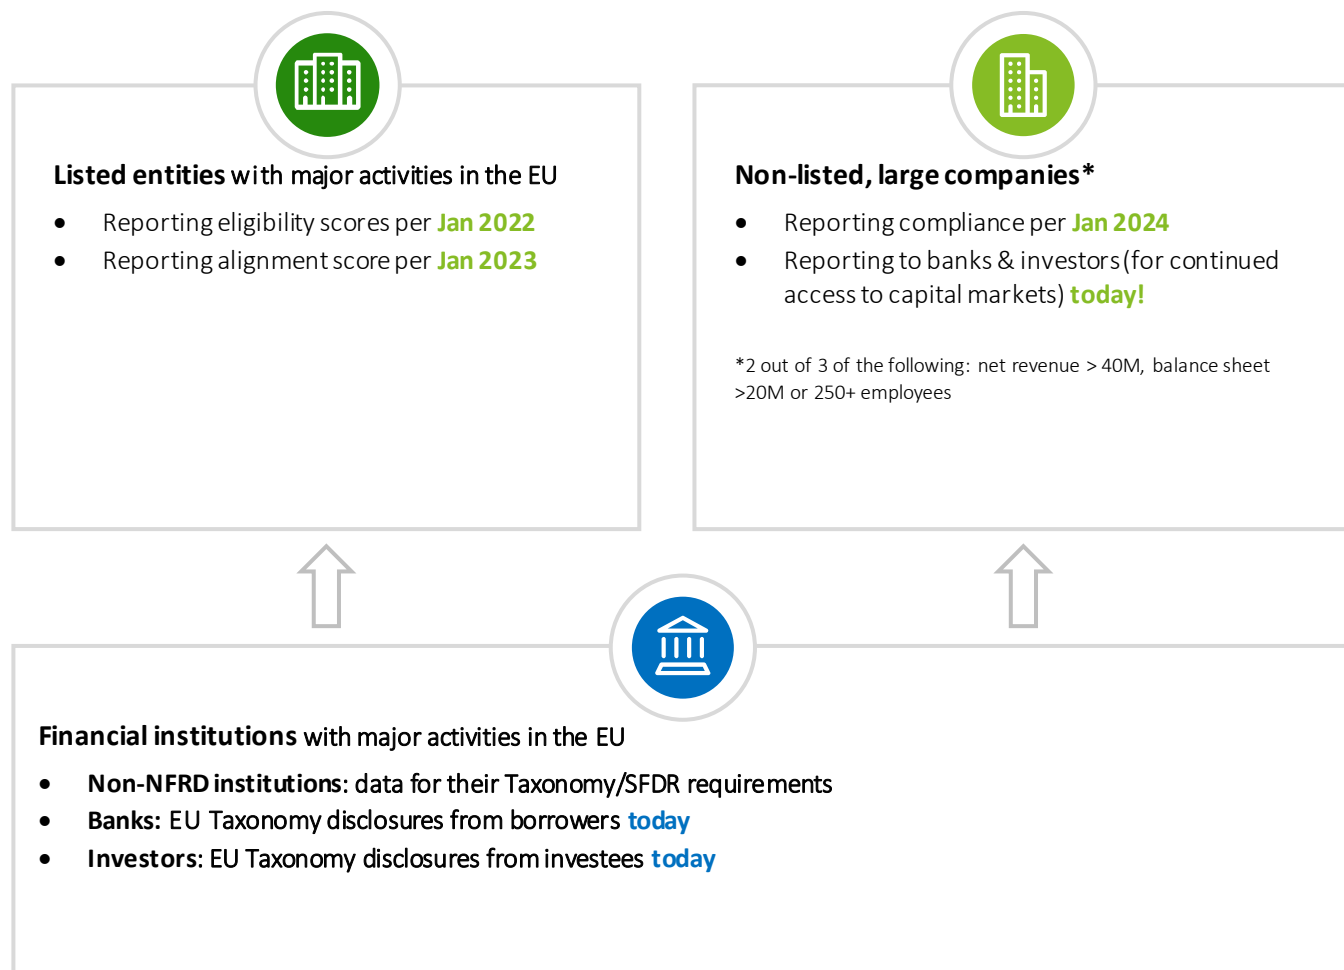 Listed entities with major activities in the EU
• Reporting eligibility scores per Jan 2022
• Reporting alignment score per Jan 2023
Non-listed, large companies*
• Reporting compliance per Jan 2024
• Reporting to banks & investors (for continued
access to capital markets) today!
*2 out of 3 of the following: net revenue > 40M, balance sheet
>20M or 250+ employees
Financial institutions with major activities in the EU
• Non-NFRD institutions: data for their Taxonomy/SFDR requirements
• Banks: EU Taxonomy disclosures from borrowers today
• Investors: EU Taxonomy disclosures from investees today